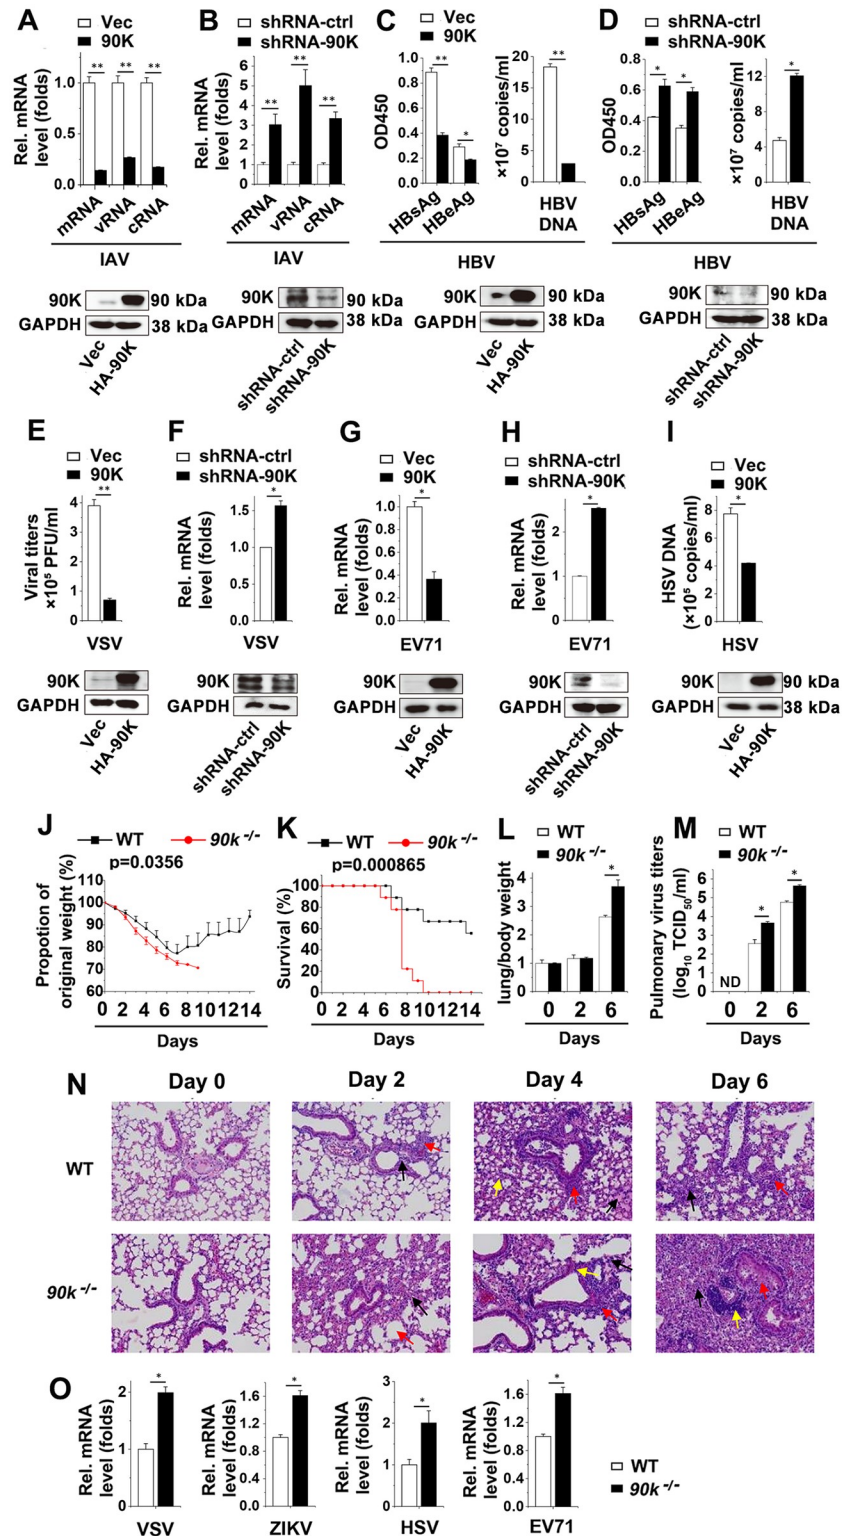 A
Vec
90K
Rel. mRNA
level (folds)
1.0
0.5
0.0
**
**
**
mRNA
vRNA
cRNA
IAV
90K
90 kDa
GAPDH
38 kDa
Vec
HA-90K
B
shRNA-ctrl
shRNA-90K
Rel. mRNA
level (folds)
6
5
4
3
2
1
0
**
**
**
mRNA
vRNA
cRNA
IAV
90K
90 kDa
GAPDH
38 kDa
shRNA-ctrl
shRNA-90K
C
Vec
90K
OD450
1.0
0.8
0.6
0.4
0.2
0.0
**
*
HBsAg
HBeAg
×10⁷ copies/ml
20
15
10
5
0
**
HBV
DNA
HBV
90K
90 kDa
GAPDH
38 kDa
Vec
HA-90K
D
shRNA-ctrl
shRNA-90K
OD450
0.8
0.6
0.4
0.2
0.0
*
*
HBsAg
HBeAg
×10⁷ copies/ml
12
8
4
0
*
HBV
DNA
HBV
90K
90 kDa
GAPDH
38 kDa
shRNA-ctrl
shRNA-90K
E
Vec
90K
Viral titers
×10⁵ PFU/ml
4
3
2
1
0
**
VSV
90K
GAPDH
Vec
HA-90K
F
shRNA-ctrl
shRNA-90K
Rel. mRNA
level (folds)
1.5
1.0
0.5
0.0
*
VSV
90K
GAPDH
shRNA-ctrl
shRNA-90K
G
Vec
90K
Rel. mRNA
level (folds)
1.0
0.8
0.6
0.4
0.2
0.0
*
EV71
90K
GAPDH
Vec
HA-90K
H
shRNA-ctrl
shRNA-90K
Rel. mRNA
level (folds)
2
1
0
*
EV71
90K
GAPDH
shRNA-ctrl
shRNA-90K
I
Vec
90K
HSV DNA
(×10⁵ copies/ml)
8
6
4
2
0
*
HSV
90K
90 kDa
GAPDH
38 kDa
Vec
HA-90K
J
WT
90k -/-
p=0.0356
Propotion of
original weight (%)
110
100
90
80
70
60
0 2 4 6 8 10 12 14
Days
K
WT
90k -/-
p=0.000865
Survival (%)
100
80
60
40
20
0
0 2 4 6 8 10 12 14
Days
L
WT
90k -/-
lung/body weight
4
3
2
1
0
*
0 2 6
Days
M
WT
90k -/-
Pulmonary virus titers
(log₁₀ TCID₅₀/ml)
6
5
4
3
2
1
0
ND
*
*
0 2 6
Days
N
Day 0
Day 2
Day 4
Day 6
WT
90k -/-
O
Rel. mRNA
level (folds)
2
1
0
*
VSV
Rel. mRNA
level (folds)
1.6
1.2
0.8
0.4
0.0
*
ZIKV
Rel. mRNA
level (folds)
3
2
1
0
*
HSV
Rel. mRNA
level (folds)
1.6
1.2
0.8
0.4
0.0
*
EV71
WT
90k -/-